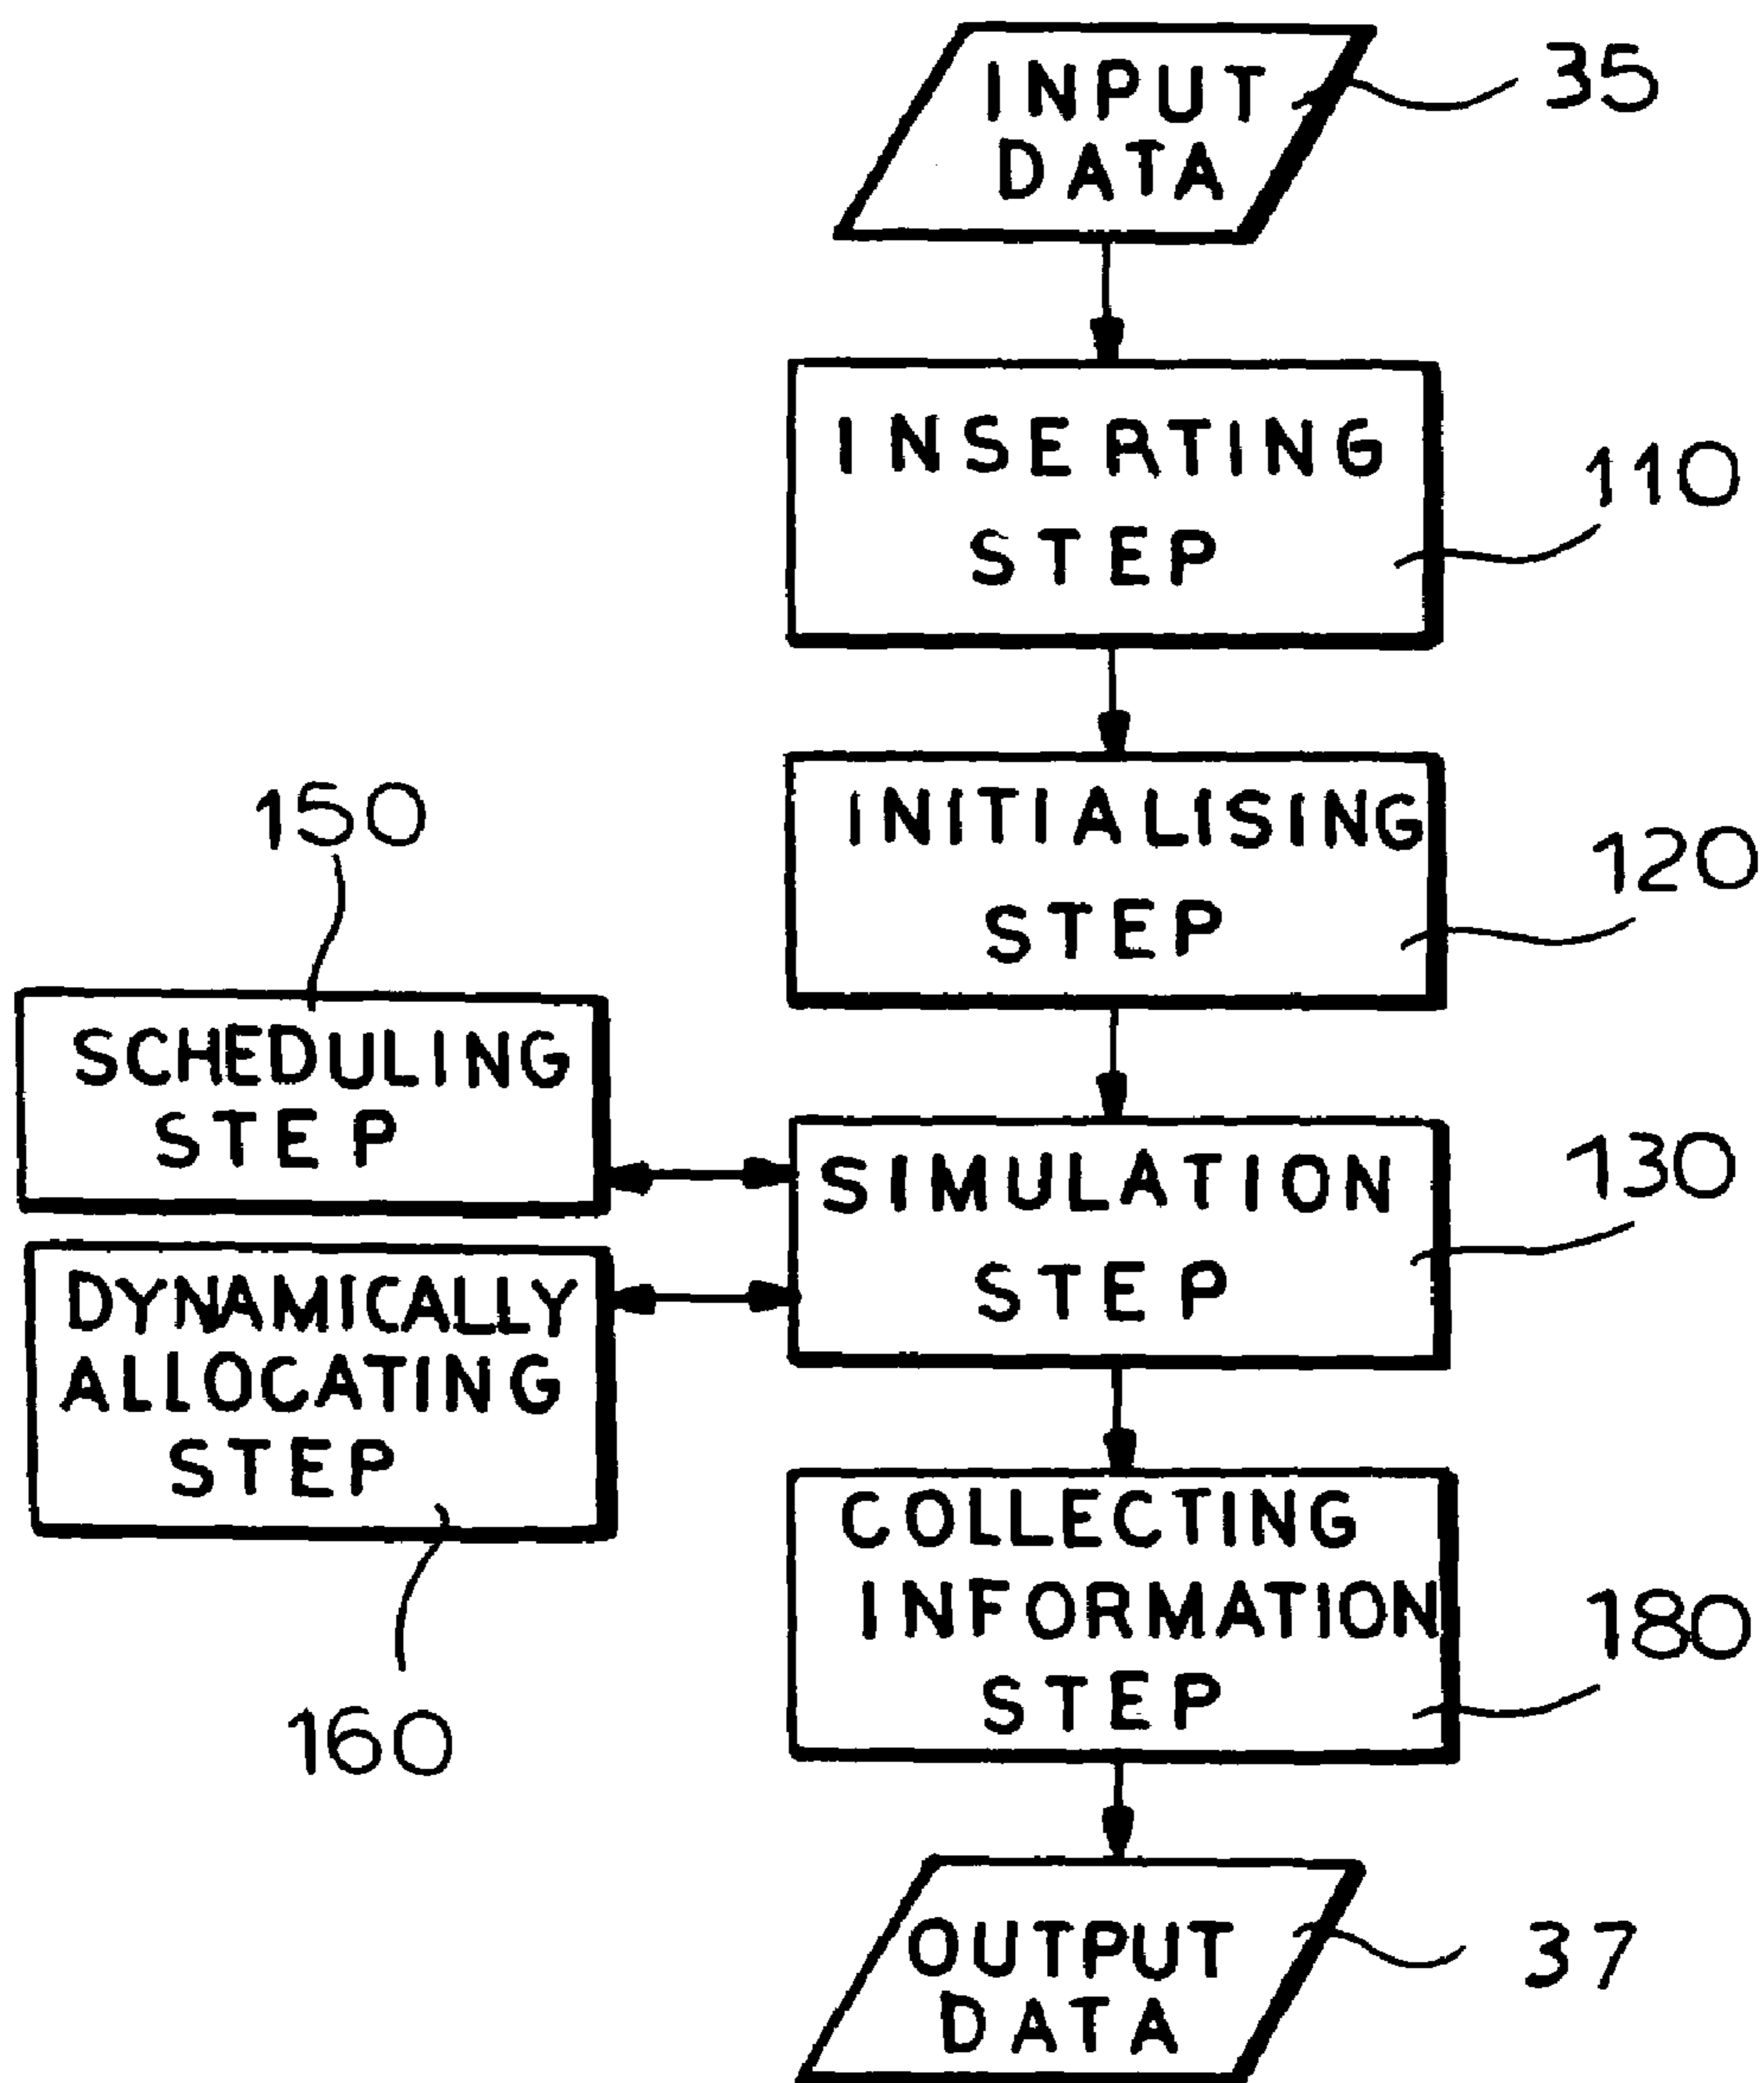 INPUT
DATA
35
INSERTING
STEP
110
INITIALISING
STEP
120
150
SCHEDULING
STEP
SIMULATION
STEP
130
DYNAMICALLY
ALLOCATING
STEP
160
COLLECTING
INFORMATION
STEP
180
OUTPUT
DATA
37